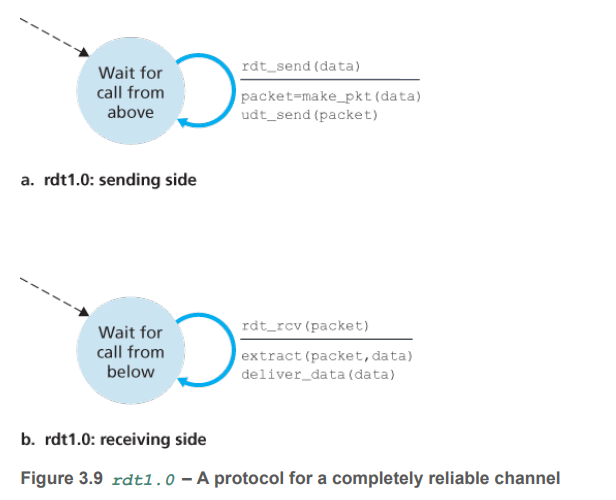 Wait for
call from
above
rdt_send(data)
packet=make_pkt(data)
udt_send(packet)
a. rdt1.0: sending side
Wait for
call from
below
rdt_rcv(packet)
extract(packet,data)
deliver_data(data)
b. rdt1.0: receiving side
Figure 3.9 rdt1.0 – A protocol for a completely reliable channel